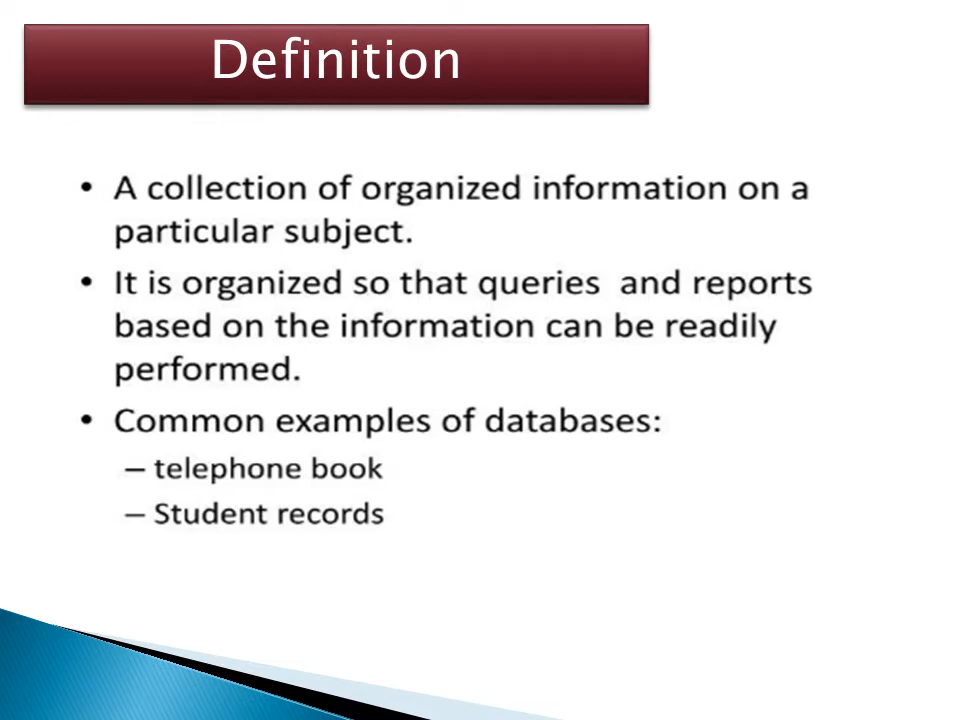 Definition
• A collection of organized information on a
particular subject.
• It is organized so that queries  and reports
based on the information can be readily
performed.
• Common examples of databases:
– telephone book
– Student records